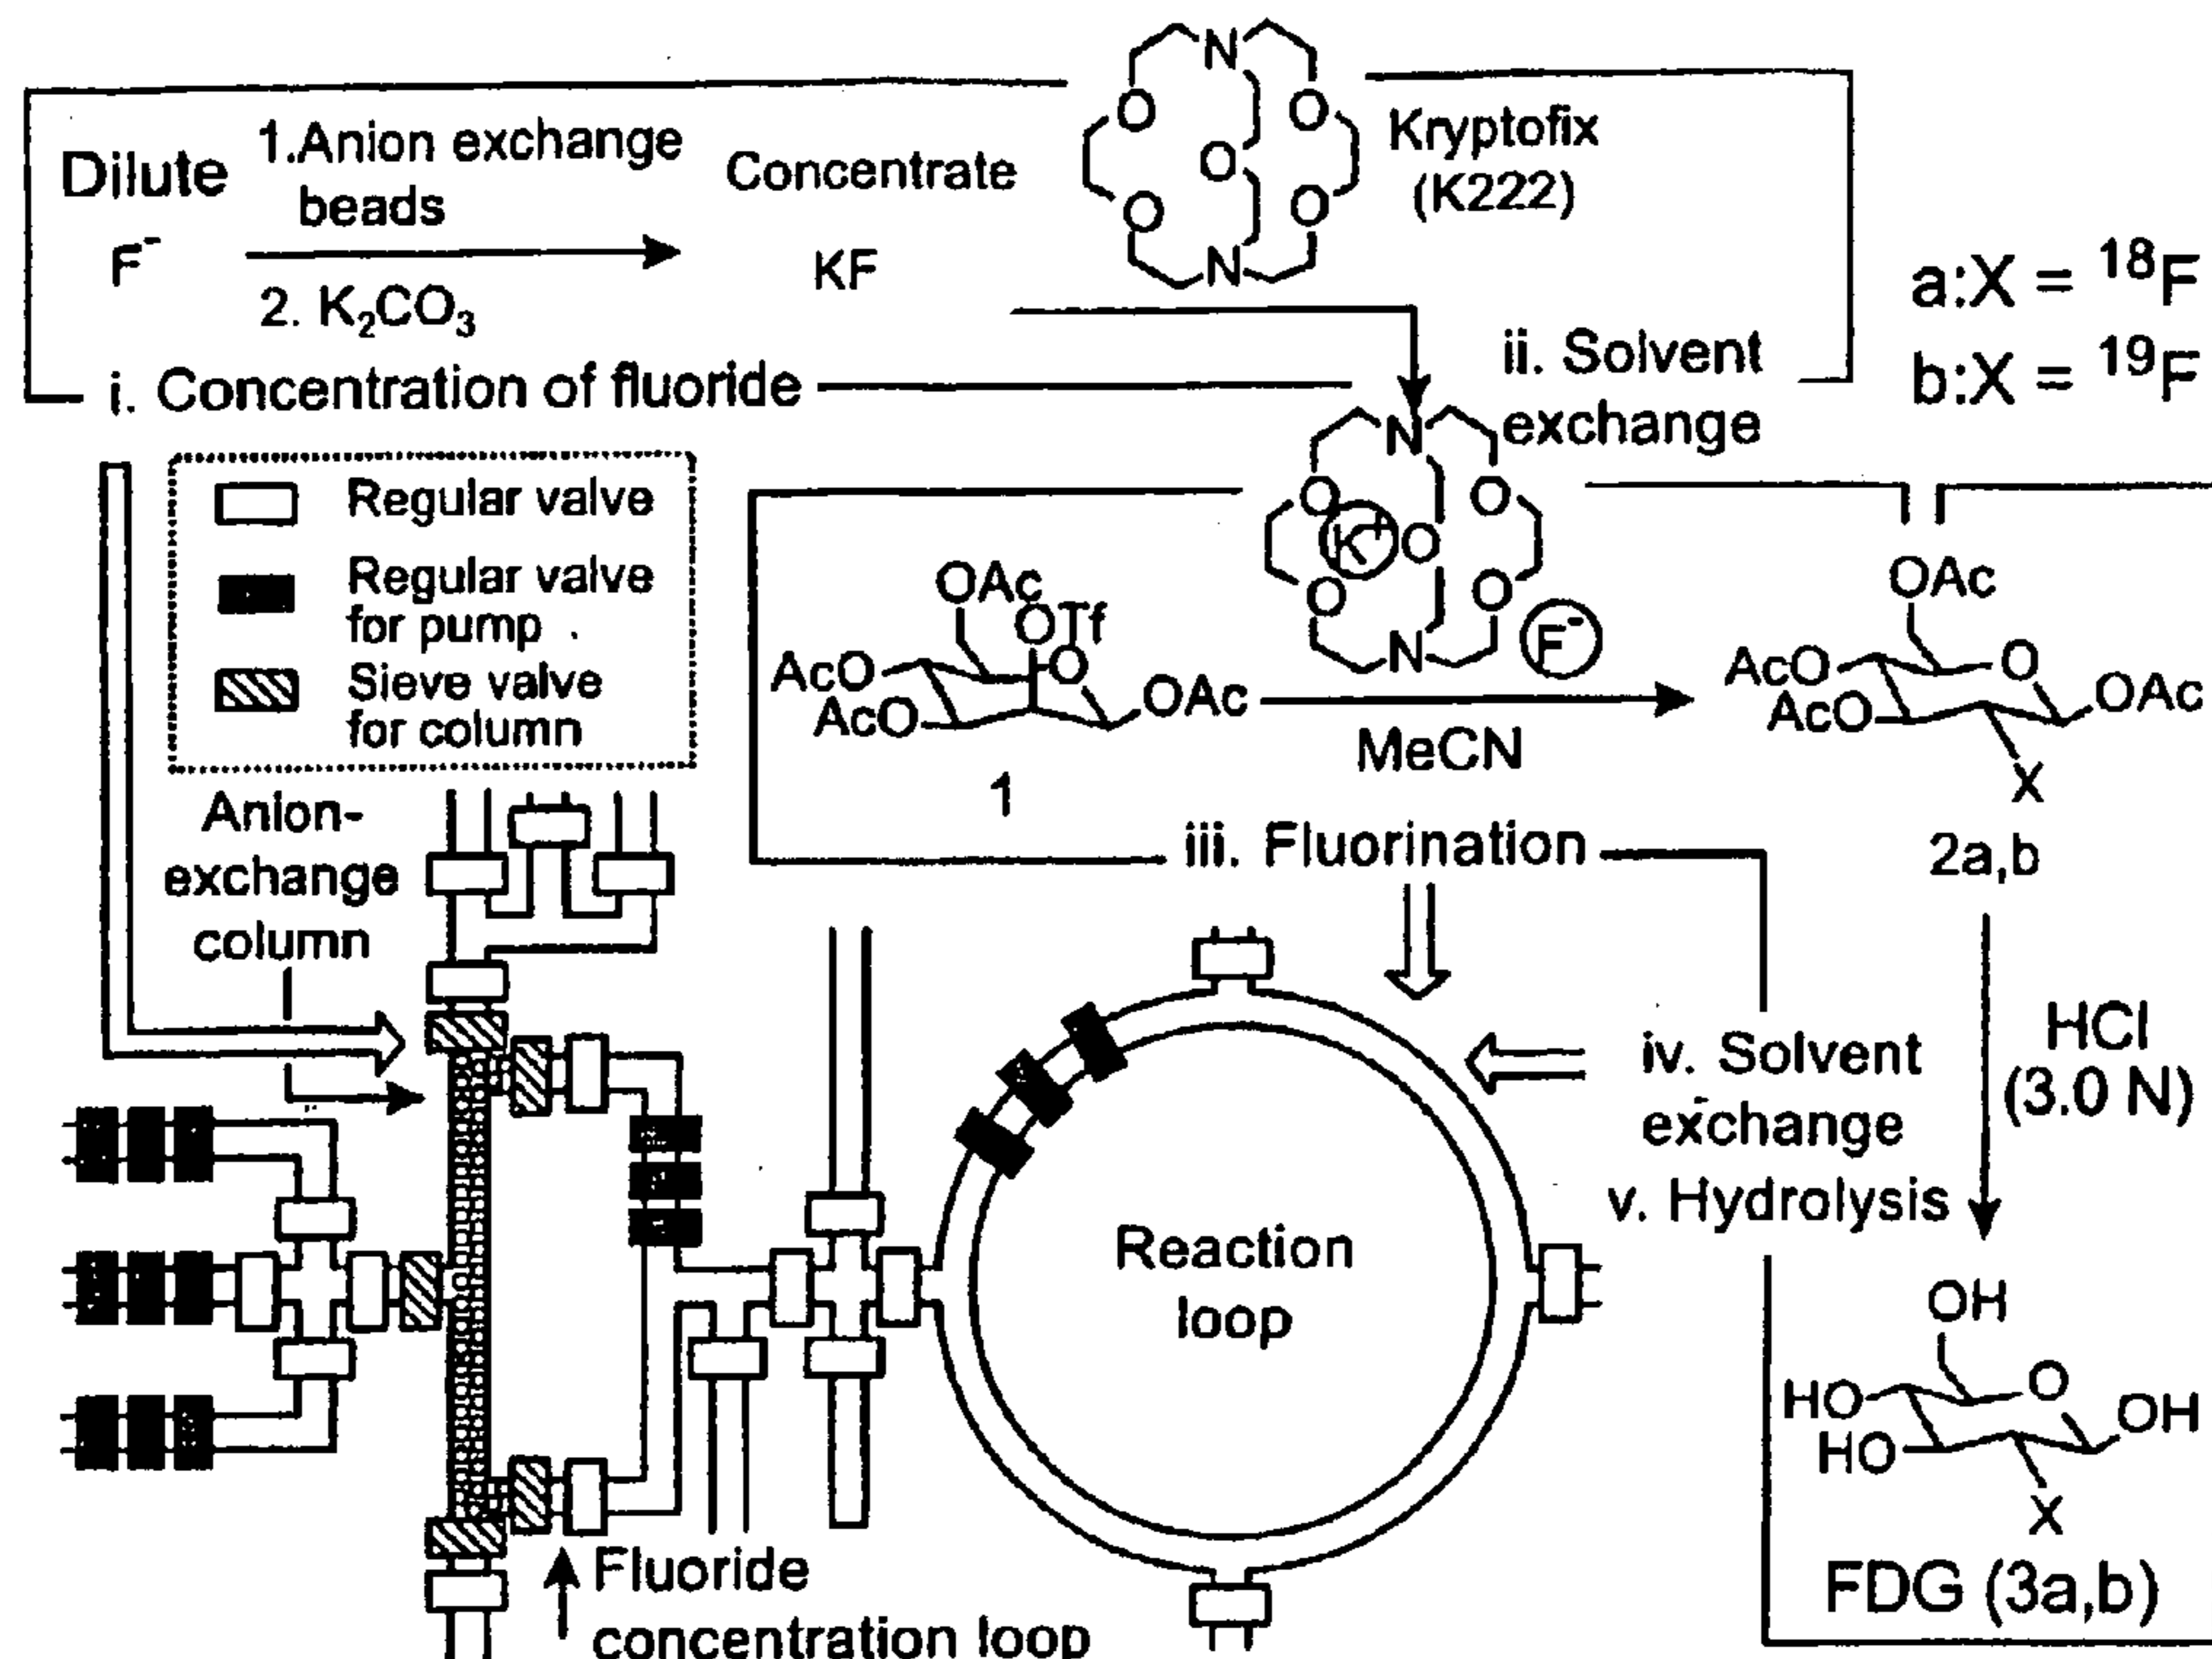 Dilute
1.Anion exchange
beads
F⁻
2. K₂CO₃
Concentrate
KF
N
O
O
O
O
O
N
Kryptofix
(K222)
i. Concentration of fluoride
ii. Solvent
exchange
a:X = ¹⁸F
b:X = ¹⁹F
Regular valve
Regular valve
for pump
Sieve valve
for column
N
O
O
K⁺
O
O
O
N
F⁻
OAc
OTf
O
AcO
AcO
OAc
1
MeCN
iii. Fluorination
OAc
O
AcO
AcO
OAc
X
2a,b
Anion-
exchange
column
HCl
(3.0 N)
iv. Solvent
exchange
v. Hydrolysis
Reaction
loop
Fluoride
concentration loop
OH
O
HO
HO
OH
X
FDG (3a,b)